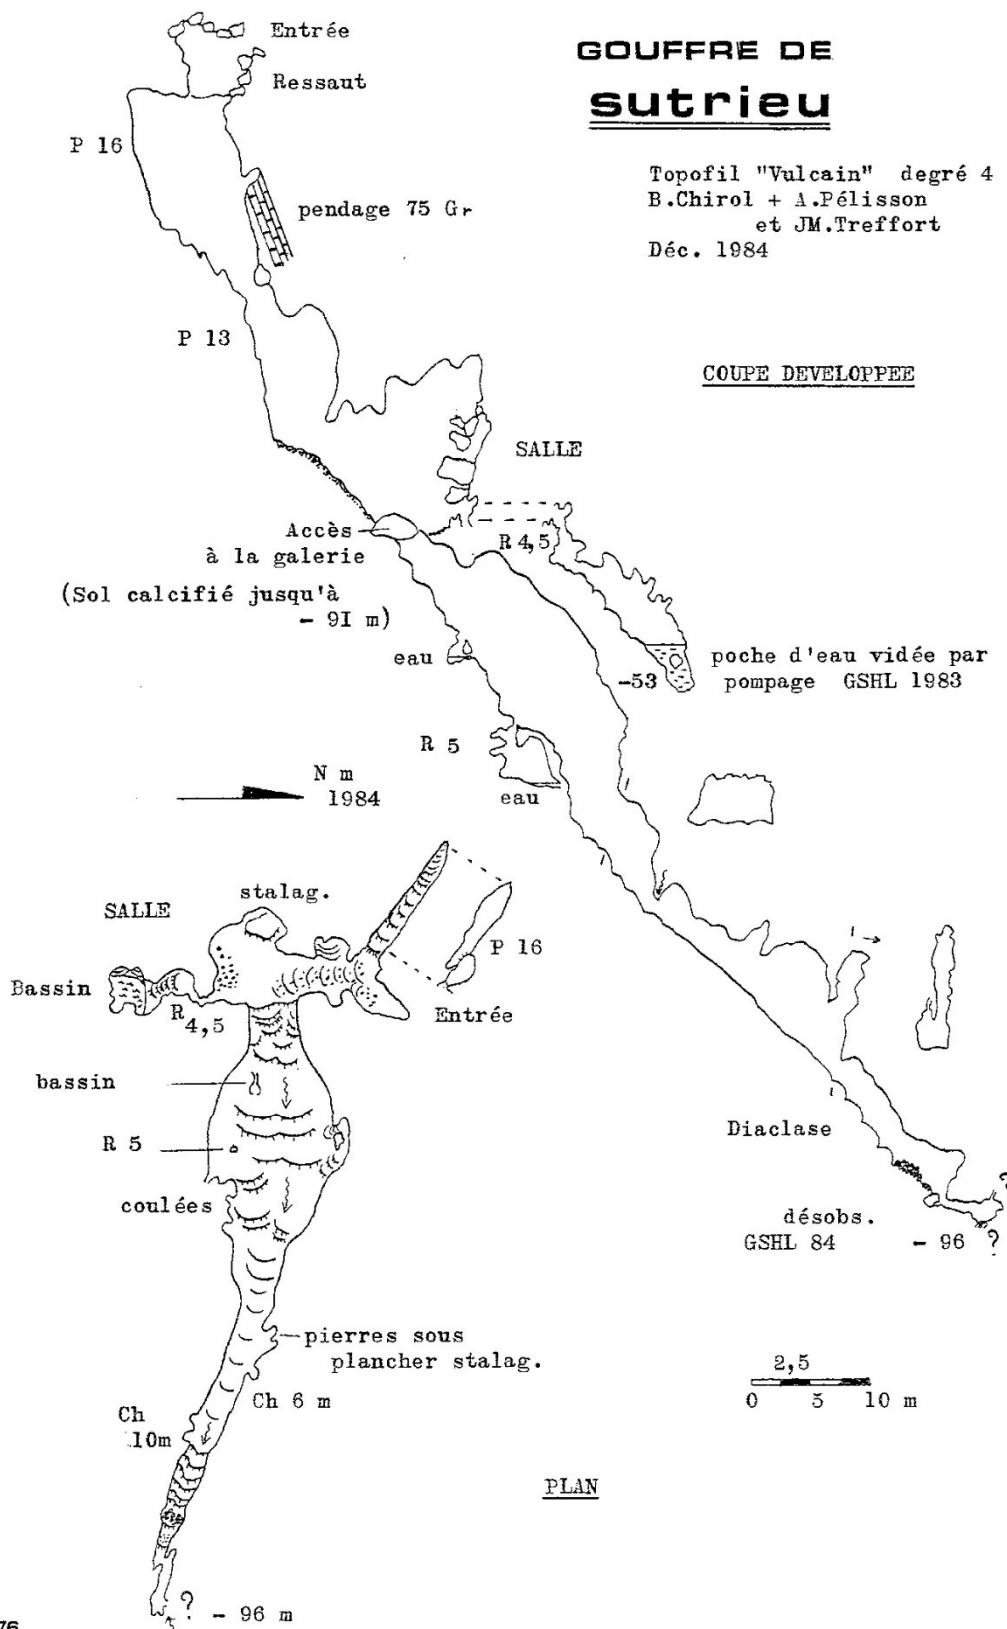 GOUFFRE DE
sutrieu
Topofil "Vulcain" degré 4
B.Chirol + A.Pélisson
et JM.Treffort
Déc. 1984
COUPE DEVELOPPEE
Entrée
Ressaut
P 16
pendage 75 Gr
P 13
SALLE
Accès
à la galerie
(Sol calcifié jusqu'à
- 9I m)
R 4,5
eau
-53
poche d'eau vidée par
pompage GSHL 1983
R 5
eau
N m
1984
Diaclase
désobs.
GSHL 84
- 96 ?
stalag.
SALLE
P 16
Entrée
Bassin
R 4,5
bassin
R 5
coulées
pierres sous
plancher stalag.
Ch 6 m
Ch
10m
2,5
0 5 10 m
PLAN
? - 96 m
76